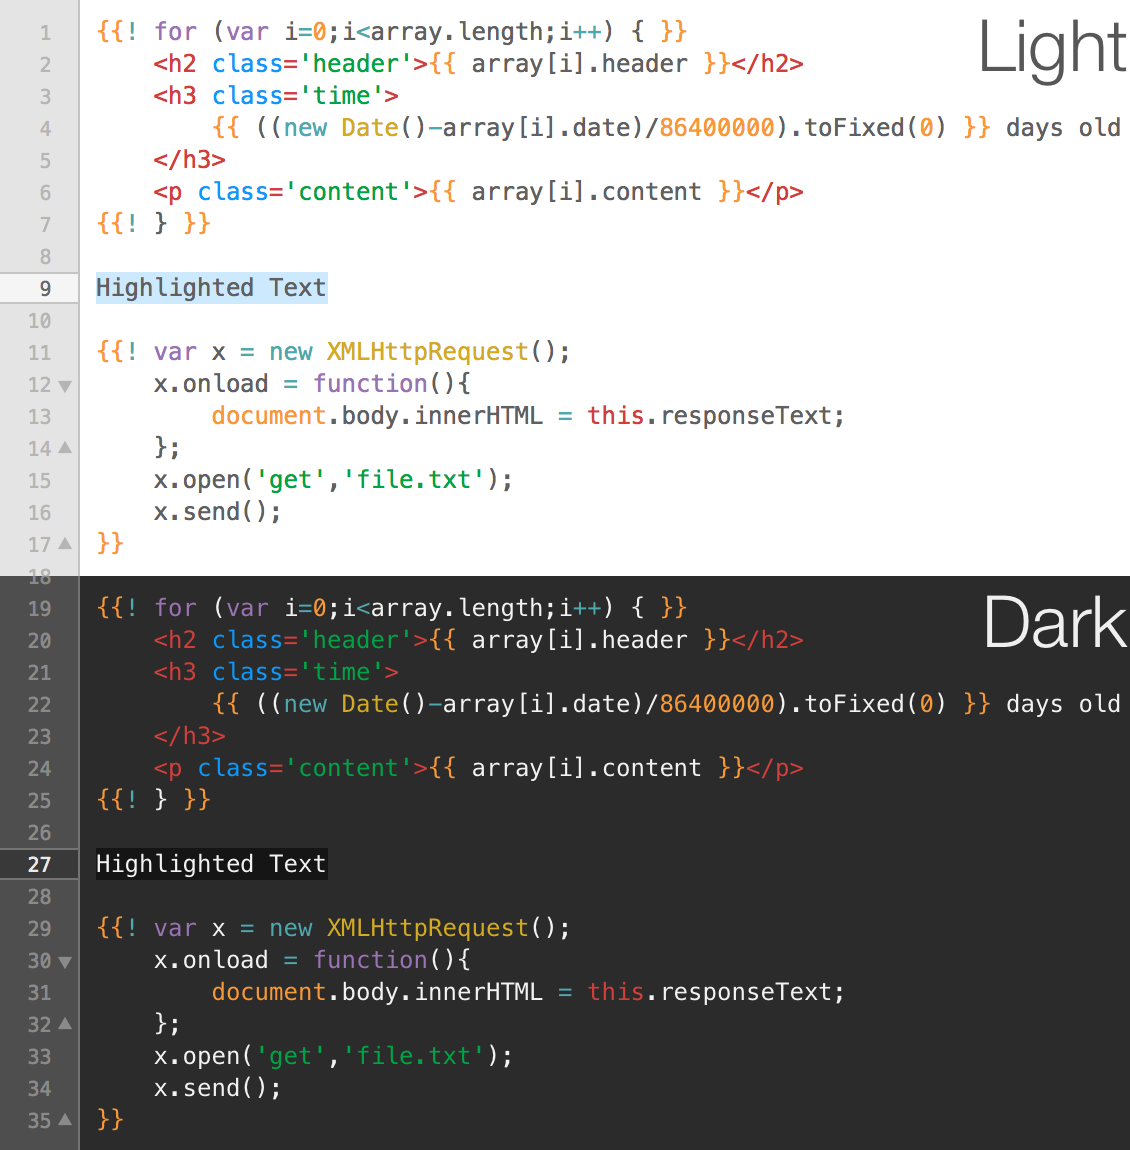 Light
1 {{! for (var i=0;i<array.length;i++) { }}
2     <h2 class='header'>{{ array[i].header }}</h2>
3     <h3 class='time'>
4         {{ ((new Date()-array[i].date)/86400000).toFixed(0) }} days old
5     </h3>
6     <p class='content'>{{ array[i].content }}</p>
7 {{! } }}
8
9 Highlighted Text
10
11 {{! var x = new XMLHttpRequest();
12     x.onload = function(){
13         document.body.innerHTML = this.responseText;
14     };
15     x.open('get','file.txt');
16     x.send();
17 }}
18
Dark
19 {{! for (var i=0;i<array.length;i++) { }}
20     <h2 class='header'>{{ array[i].header }}</h2>
21     <h3 class='time'>
22         {{ ((new Date()-array[i].date)/86400000).toFixed(0) }} days old
23     </h3>
24     <p class='content'>{{ array[i].content }}</p>
25 {{! } }}
26
27 Highlighted Text
28
29 {{! var x = new XMLHttpRequest();
30     x.onload = function(){
31         document.body.innerHTML = this.responseText;
32     };
33     x.open('get','file.txt');
34     x.send();
35 }}